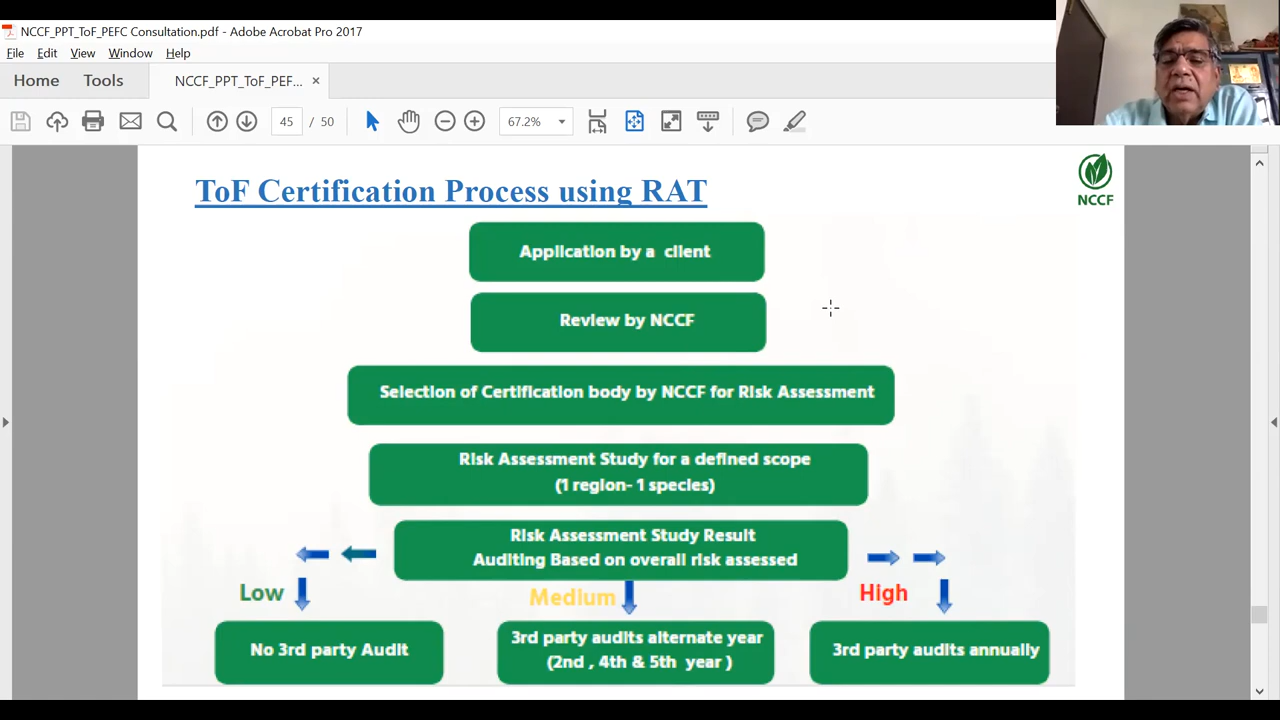 NCCF_PPT_ToF_PEFC Consultation.pdf - Adobe Acrobat Pro 2017
File Edit View Window Help
Home Tools NCCF_PPT_ToF_PEF... ×
45 / 50 67.2%
ToF Certification Process using RAT
NCCF
Application by a client
Review by NCCF
Selection of Certification body by NCCF for Risk Assessment
Risk Assessment Study for a defined scope
(1 region- 1 species)
Risk Assessment Study Result
Auditing Based on overall risk assessed
Low Medium High
No 3rd party Audit
3rd party audits alternate year
(2nd , 4th & 5th year )
3rd party audits annually